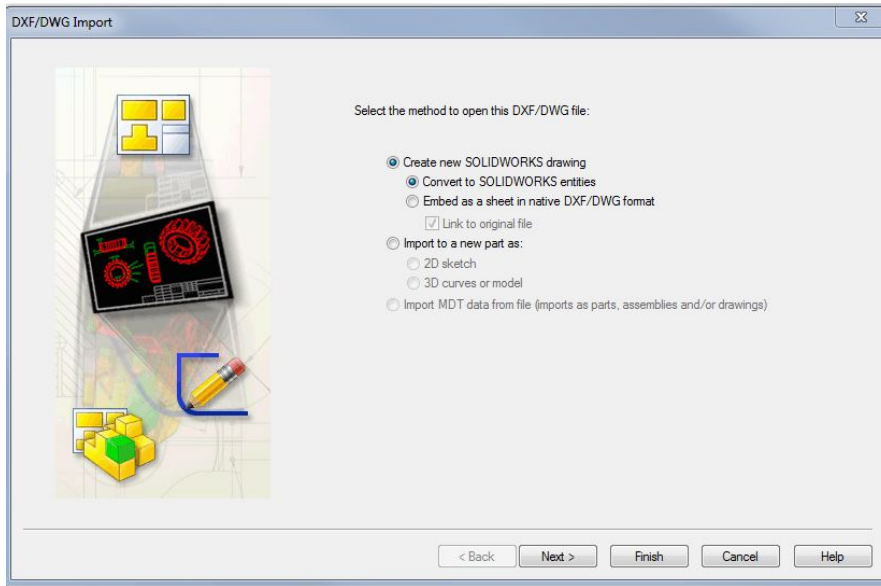 DXF/DWG Import
Select the method to open this DXF/DWG file:
Create new SOLIDWORKS drawing
Convert to SOLIDWORKS entities
Embed as a sheet in native DXF/DWG format
Link to original file
Import to a new part as:
2D sketch
3D curves or model
Import MDT data from file (imports as parts, assemblies and/or drawings)
< Back Next > Finish Cancel Help